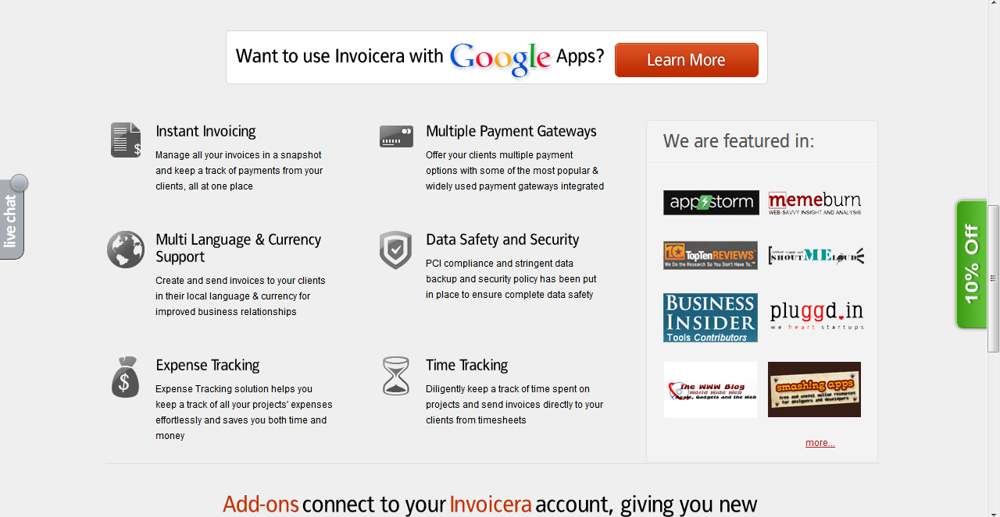 Want to use Invoicera with Google Apps?
Learn More
Instant Invoicing
Manage all your invoices in a snapshot
and keep a track of payments from your
clients, all at one place
Multiple Payment Gateways
Offer your clients multiple payment
options with some of the most popular &
widely used payment gateways integrated
Multi Language & Currency
Support
Create and send invoices to your clients
in their local language & currency for
improved business relationships
Data Safety and Security
PCI compliance and stringent data
backup and security policy has been put
in place to ensure complete data safety
Expense Tracking
Expense Tracking solution helps you
keep a track of all your projects' expenses
effortlessly and saves you both time and
money
Time Tracking
Diligently keep a track of time spent on
projects and send invoices directly to your
clients from timesheets
We are featured in:
appstorm
memeburn
WEB-SAVVY INSIGHT AND ANALYSIS
TopTenREVIEWS
We Do the Research So You Don't Have To.™
SHOUT ME LOUD
BUSINESS
INSIDER
Tools Contributors
pluggd.in
we heart startups
The WWW Blog
World Wide Web
Apple, Gadgets and the Web
smash!ng apps
free and useful online resources
for designers and developers
more...
live chat
10% Off
Add-ons connect to your Invoicera account, giving you new